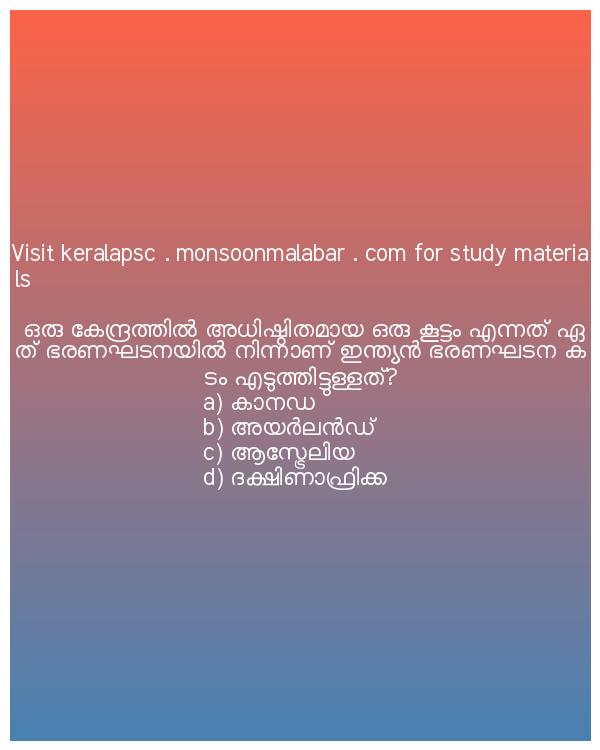 Visit keralapsc . monsoonmalabar . com for study materia
ls
ഒരു കേന്ദ്രത്തിൽ അധിഷ്ഠിതമായ ഒരു കൂട്ടം എന്നത് ഏ
ത് ഭരണഘടനയിൽ നിന്നാണ് ഇന്ത്യൻ ഭരണഘടന ക
ടം എടുത്തിട്ടുള്ളത്?
a) കാനഡ
b) അയർലൻഡ്
c) ആസ്ട്രേലിയ
d) ദക്ഷിണാഫ്രിക്ക